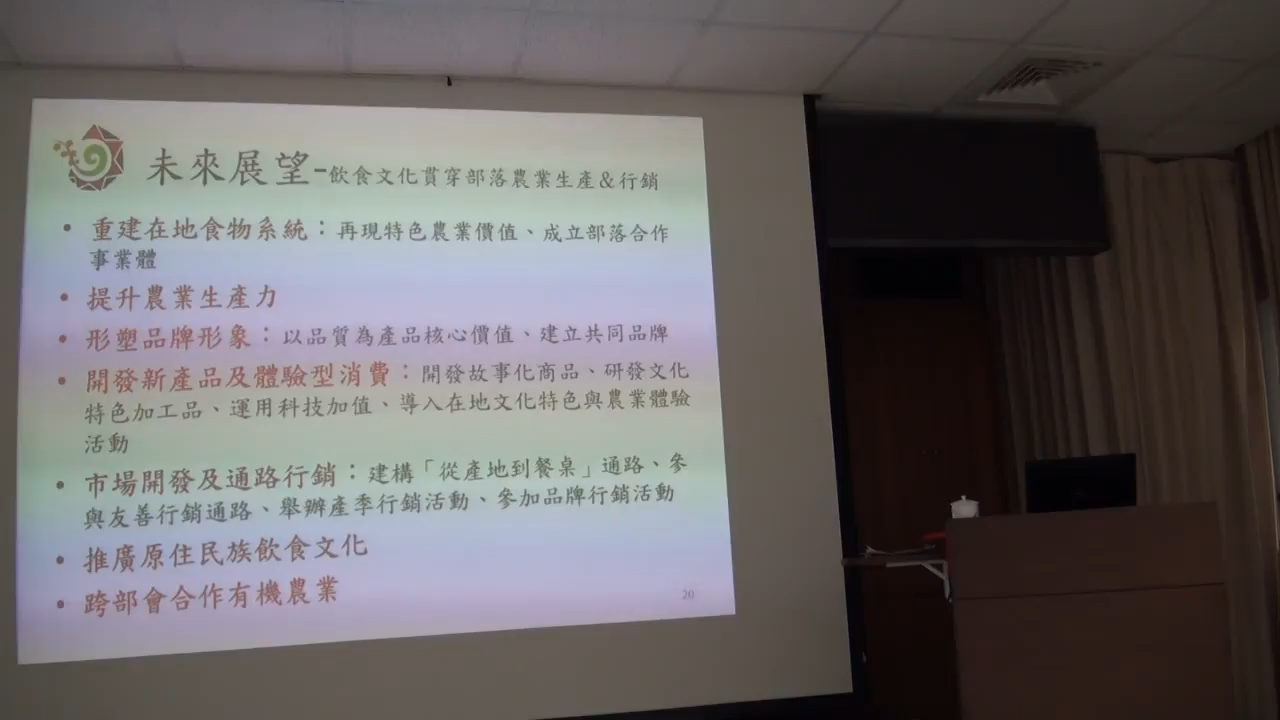 未來展望-飲食文化貫穿部落農業生產&行銷
• 重建在地食物系統：再現特色農業價值、成立部落合作
事業體
• 提升農業生產力
• 形塑品牌形象：以品質為產品核心價值、建立共同品牌
• 開發新產品及體驗型消費：開發故事化商品、研發文化
特色加工品、運用科技加值、導入在地文化特色與農業體驗
活動
• 市場開發及通路行銷：建構「從產地到餐桌」通路、參
與友善行銷通路、舉辦產季行銷活動、參加品牌行銷活動
• 推廣原住民族飲食文化
• 跨部會合作有機農業
20